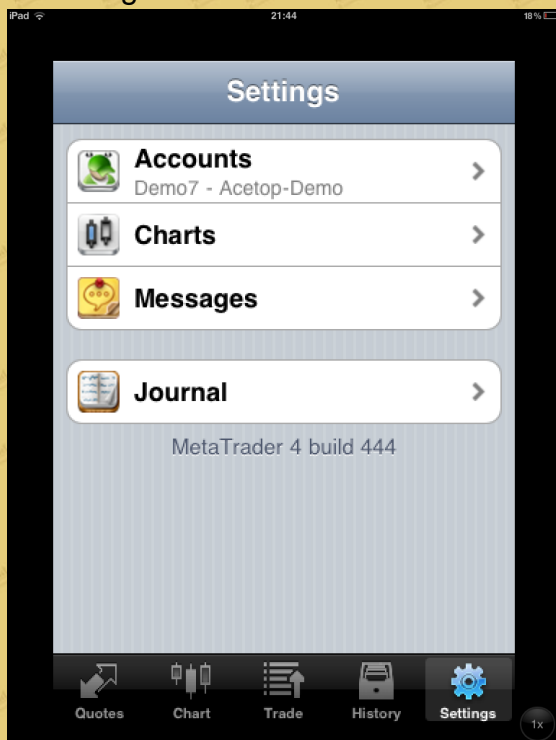 iPad 21:44 18%
Settings
Accounts
Demo7 - Acetop-Demo
Charts
Messages
Journal
MetaTrader 4 build 444
Quotes Chart Trade History Settings
1x